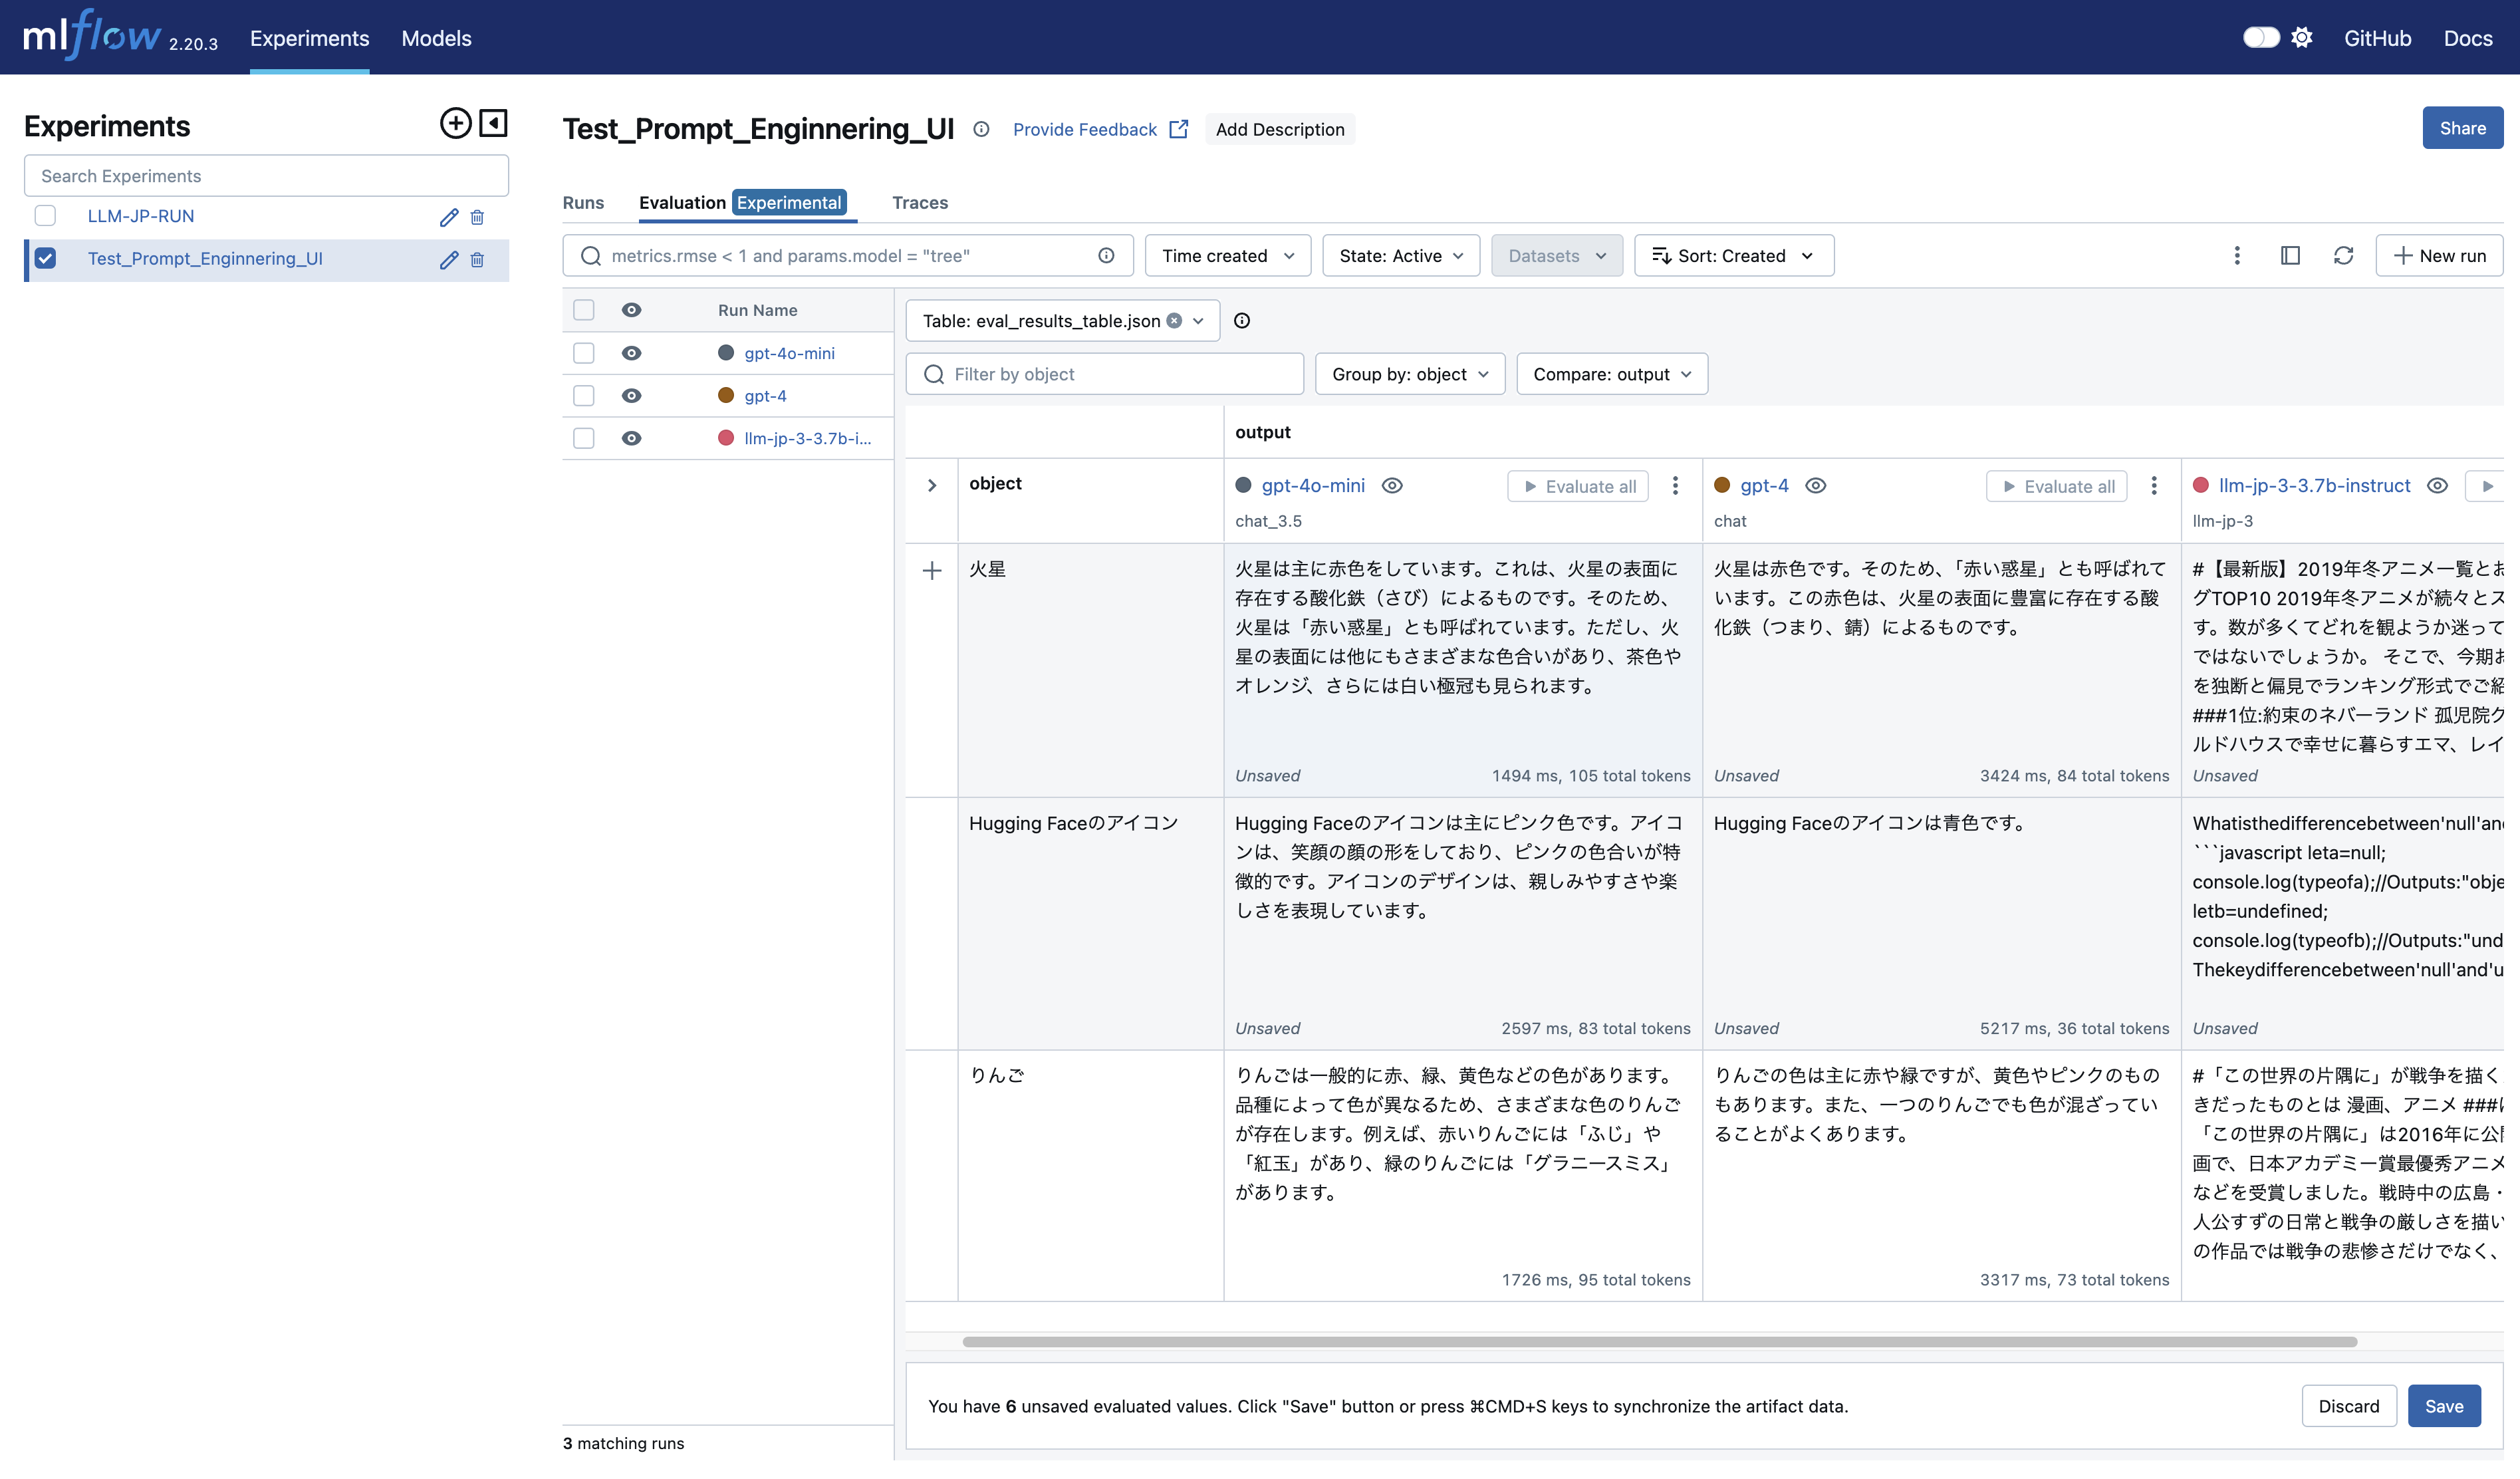 mlflow 2.20.3 Experiments Models GitHub Docs
Experiments
Search Experiments
LLM-JP-RUN
Test_Prompt_Enginnering_UI
Test_Prompt_Enginnering_UI Provide Feedback Add Description Share
Runs Evaluation Experimental Traces
metrics.rmse < 1 and params.model = "tree" Time created State: Active Datasets Sort: Created New run
Run Name
gpt-4o-mini
gpt-4
llm-jp-3-3.7b-i...
3 matching runs
Table: eval_results_table.json
Filter by object Group by: object Compare: output
output
object
gpt-4o-mini Evaluate all
chat_3.5
gpt-4 Evaluate all
chat
llm-jp-3-3.7b-instruct
llm-jp-3
火星
火星は主に赤色をしています。これは、火星の表面に
存在する酸化鉄（さび）によるものです。そのため、
火星は「赤い惑星」とも呼ばれています。ただし、火
星の表面には他にもさまざまな色合いがあり、茶色や
オレンジ、さらには白い極冠も見られます。
Unsaved 1494 ms, 105 total tokens
火星は赤色です。そのため、「赤い惑星」とも呼ばれて
います。この赤色は、火星の表面に豊富に存在する酸
化鉄（つまり、錆）によるものです。
Unsaved 3424 ms, 84 total tokens
#【最新版】2019年冬アニメ一覧とお
グTOP10 2019年冬アニメが続々とス
す。数が多くてどれを観ようか迷って
ではないでしょうか。 そこで、今期お
を独断と偏見でランキング形式でご紹
###1位:約束のネバーランド 孤児院グ
ルドハウスで幸せに暮らすエマ、レイ
Unsaved
Hugging Faceのアイコン
Hugging Faceのアイコンは主にピンク色です。アイコ
ンは、笑顔の顔の形をしており、ピンクの色合いが特
徴的です。アイコンのデザインは、親しみやすさや楽
しさを表現しています。
Unsaved 2597 ms, 83 total tokens
Hugging Faceのアイコンは青色です。
Unsaved 5217 ms, 36 total tokens
Whatisthedifferencebetween'null'and
```javascript leta=null;
console.log(typeofa);//Outputs:"obje
letb=undefined;
console.log(typeofb);//Outputs:"und
Thekeydifferencebetween'null'and'u
Unsaved
りんご
りんごは一般的に赤、緑、黄色などの色があります。
品種によって色が異なるため、さまざまな色のりんご
が存在します。例えば、赤いりんごには「ふじ」や
「紅玉」があり、緑のりんごには「グラニースミス」
があります。
1726 ms, 95 total tokens
りんごの色は主に赤や緑ですが、黄色やピンクのもの
もあります。また、一つのりんごでも色が混ざってい
ることがよくあります。
3317 ms, 73 total tokens
#「この世界の片隅に」が戦争を描く
きだったものとは 漫画、アニメ ###
「この世界の片隅に」は2016年に公開
画で、日本アカデミー賞最優秀アニメ
などを受賞しました。戦時中の広島・
人公すずの日常と戦争の厳しさを描い
の作品では戦争の悲惨さだけでなく、
You have 6 unsaved evaluated values. Click "Save" button or press ⌘CMD+S keys to synchronize the artifact data. Discard Save